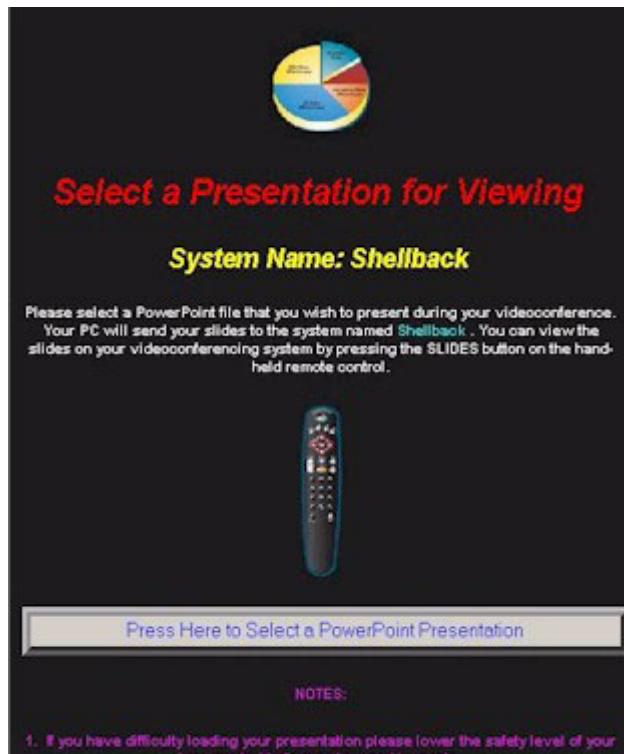 Select a Presentation for Viewing
System Name: Shellback
Please select a PowerPoint file that you wish to present during your videoconference.
Your PC will send your slides to the system named Shellback . You can view the
slides on your videoconferencing system by pressing the SLIDES button on the hand-
held remote control.
Press Here to Select a PowerPoint Presentation
NOTES:
1. If you have difficulty loading your presentation please lower the safety level of your